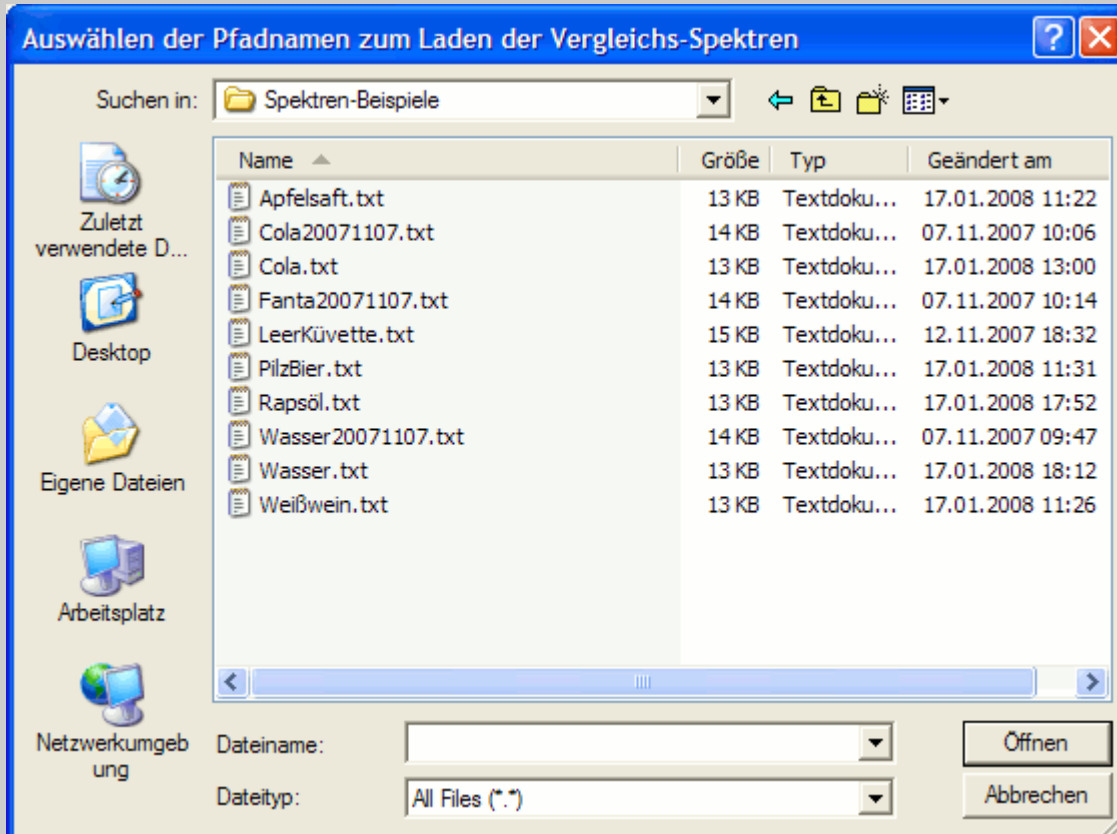 Auswählen der Pfadnamen zum Laden der Vergleichs-Spektren
Suchen in: Spektren-Beispiele
Zuletzt
verwendete D...
Desktop
Eigene Dateien
Arbeitsplatz
Netzwerkumgeb
ung
Name Größe Typ Geändert am
Apfelsaft.txt 13 KB Textdoku... 17.01.2008 11:22
Cola20071107.txt 14 KB Textdoku... 07.11.2007 10:06
Cola.txt 13 KB Textdoku... 17.01.2008 13:00
Fanta20071107.txt 14 KB Textdoku... 07.11.2007 10:14
LeerKüvette.txt 15 KB Textdoku... 12.11.2007 18:32
PilzBier.txt 13 KB Textdoku... 17.01.2008 11:31
Rapsöl.txt 13 KB Textdoku... 17.01.2008 17:52
Wasser20071107.txt 14 KB Textdoku... 07.11.2007 09:47
Wasser.txt 13 KB Textdoku... 17.01.2008 18:12
Weißwein.txt 13 KB Textdoku... 17.01.2008 11:26
Dateiname: Öffnen
Dateityp: All Files (*.*) Abbrechen